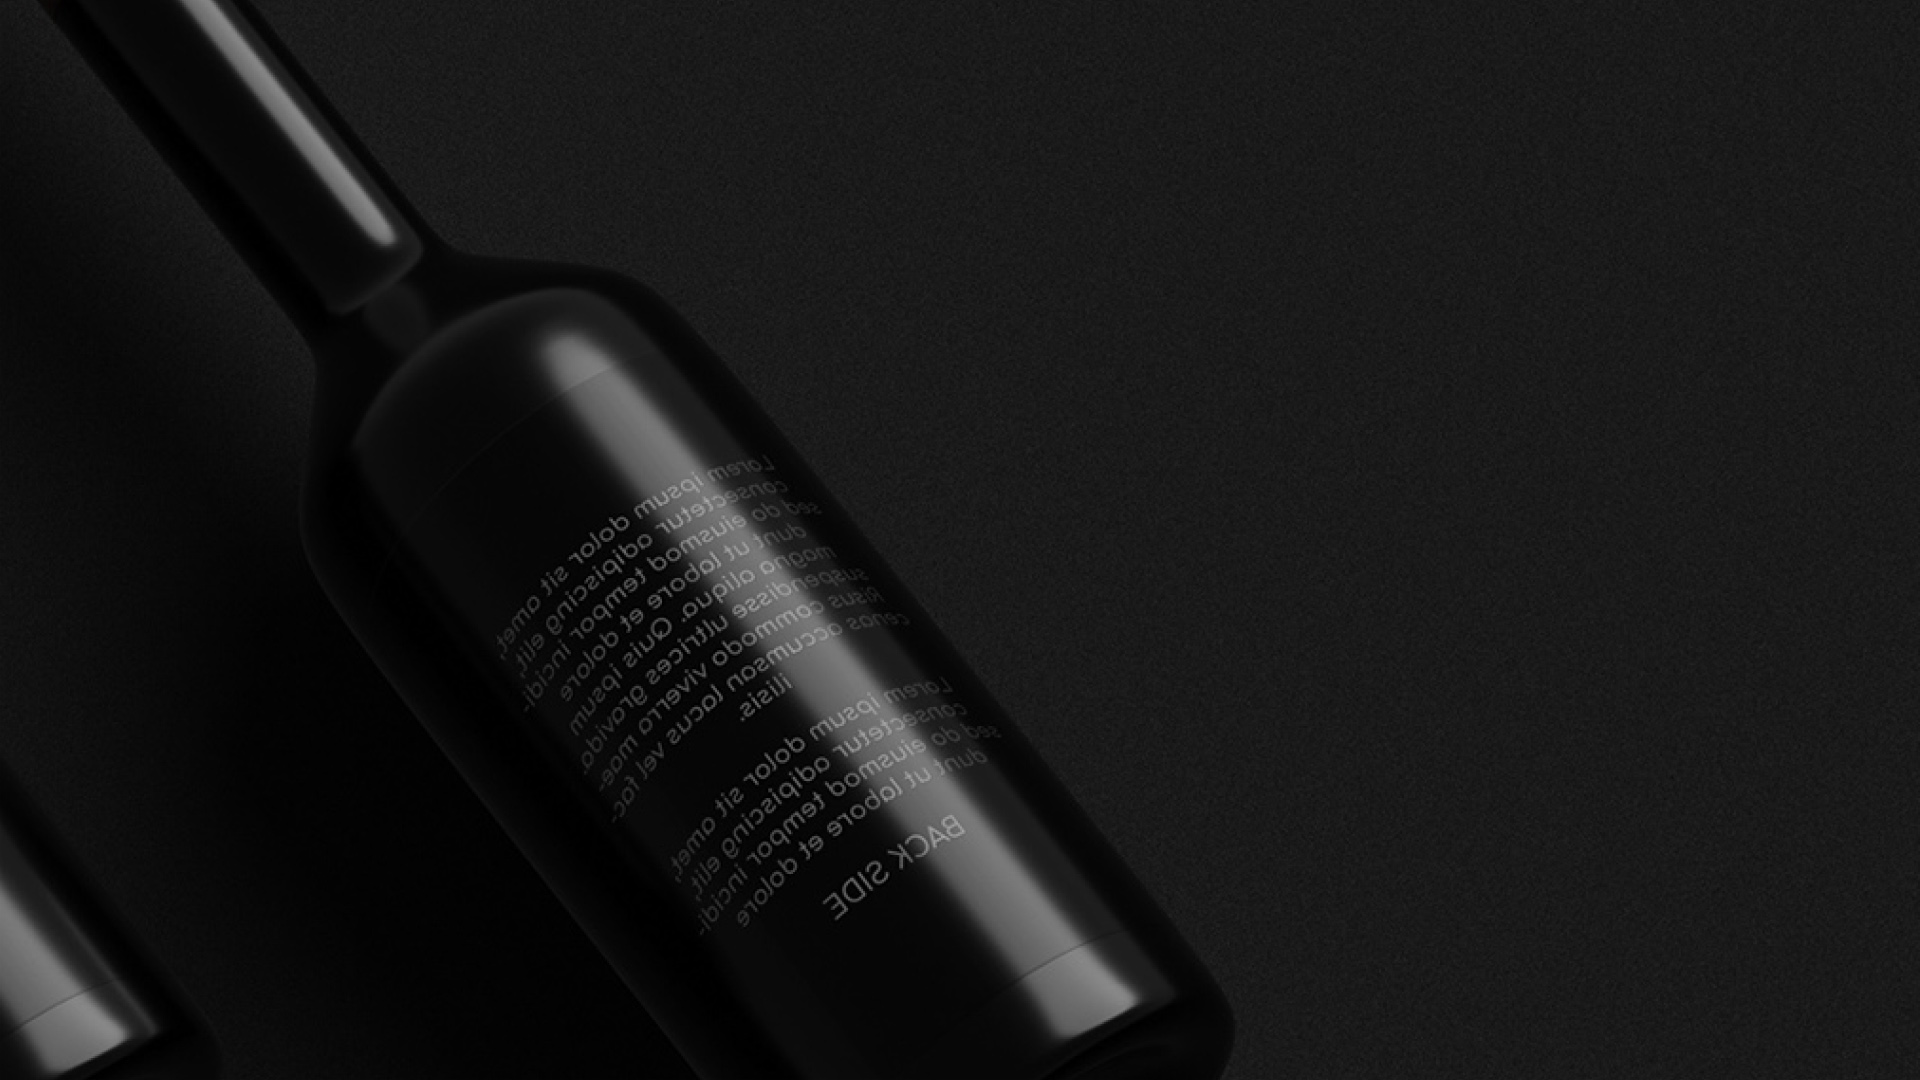 Lorem ipsum dolor sit amet,
consectetur adipiscing elit,
sed do eiusmod tempor incidi-
dunt ut labore et dolore
magna aliqua. Quis ipsum
suspendisse ultrices gravida.
Risus commodo viverra mae-
cenas accumsan lacus vel fac-
ilisis.
Lorem ipsum dolor sit amet,
consectetur adipiscing elit,
sed do eiusmod tempor incidi-
dunt ut labore et dolore
BACK SIDE